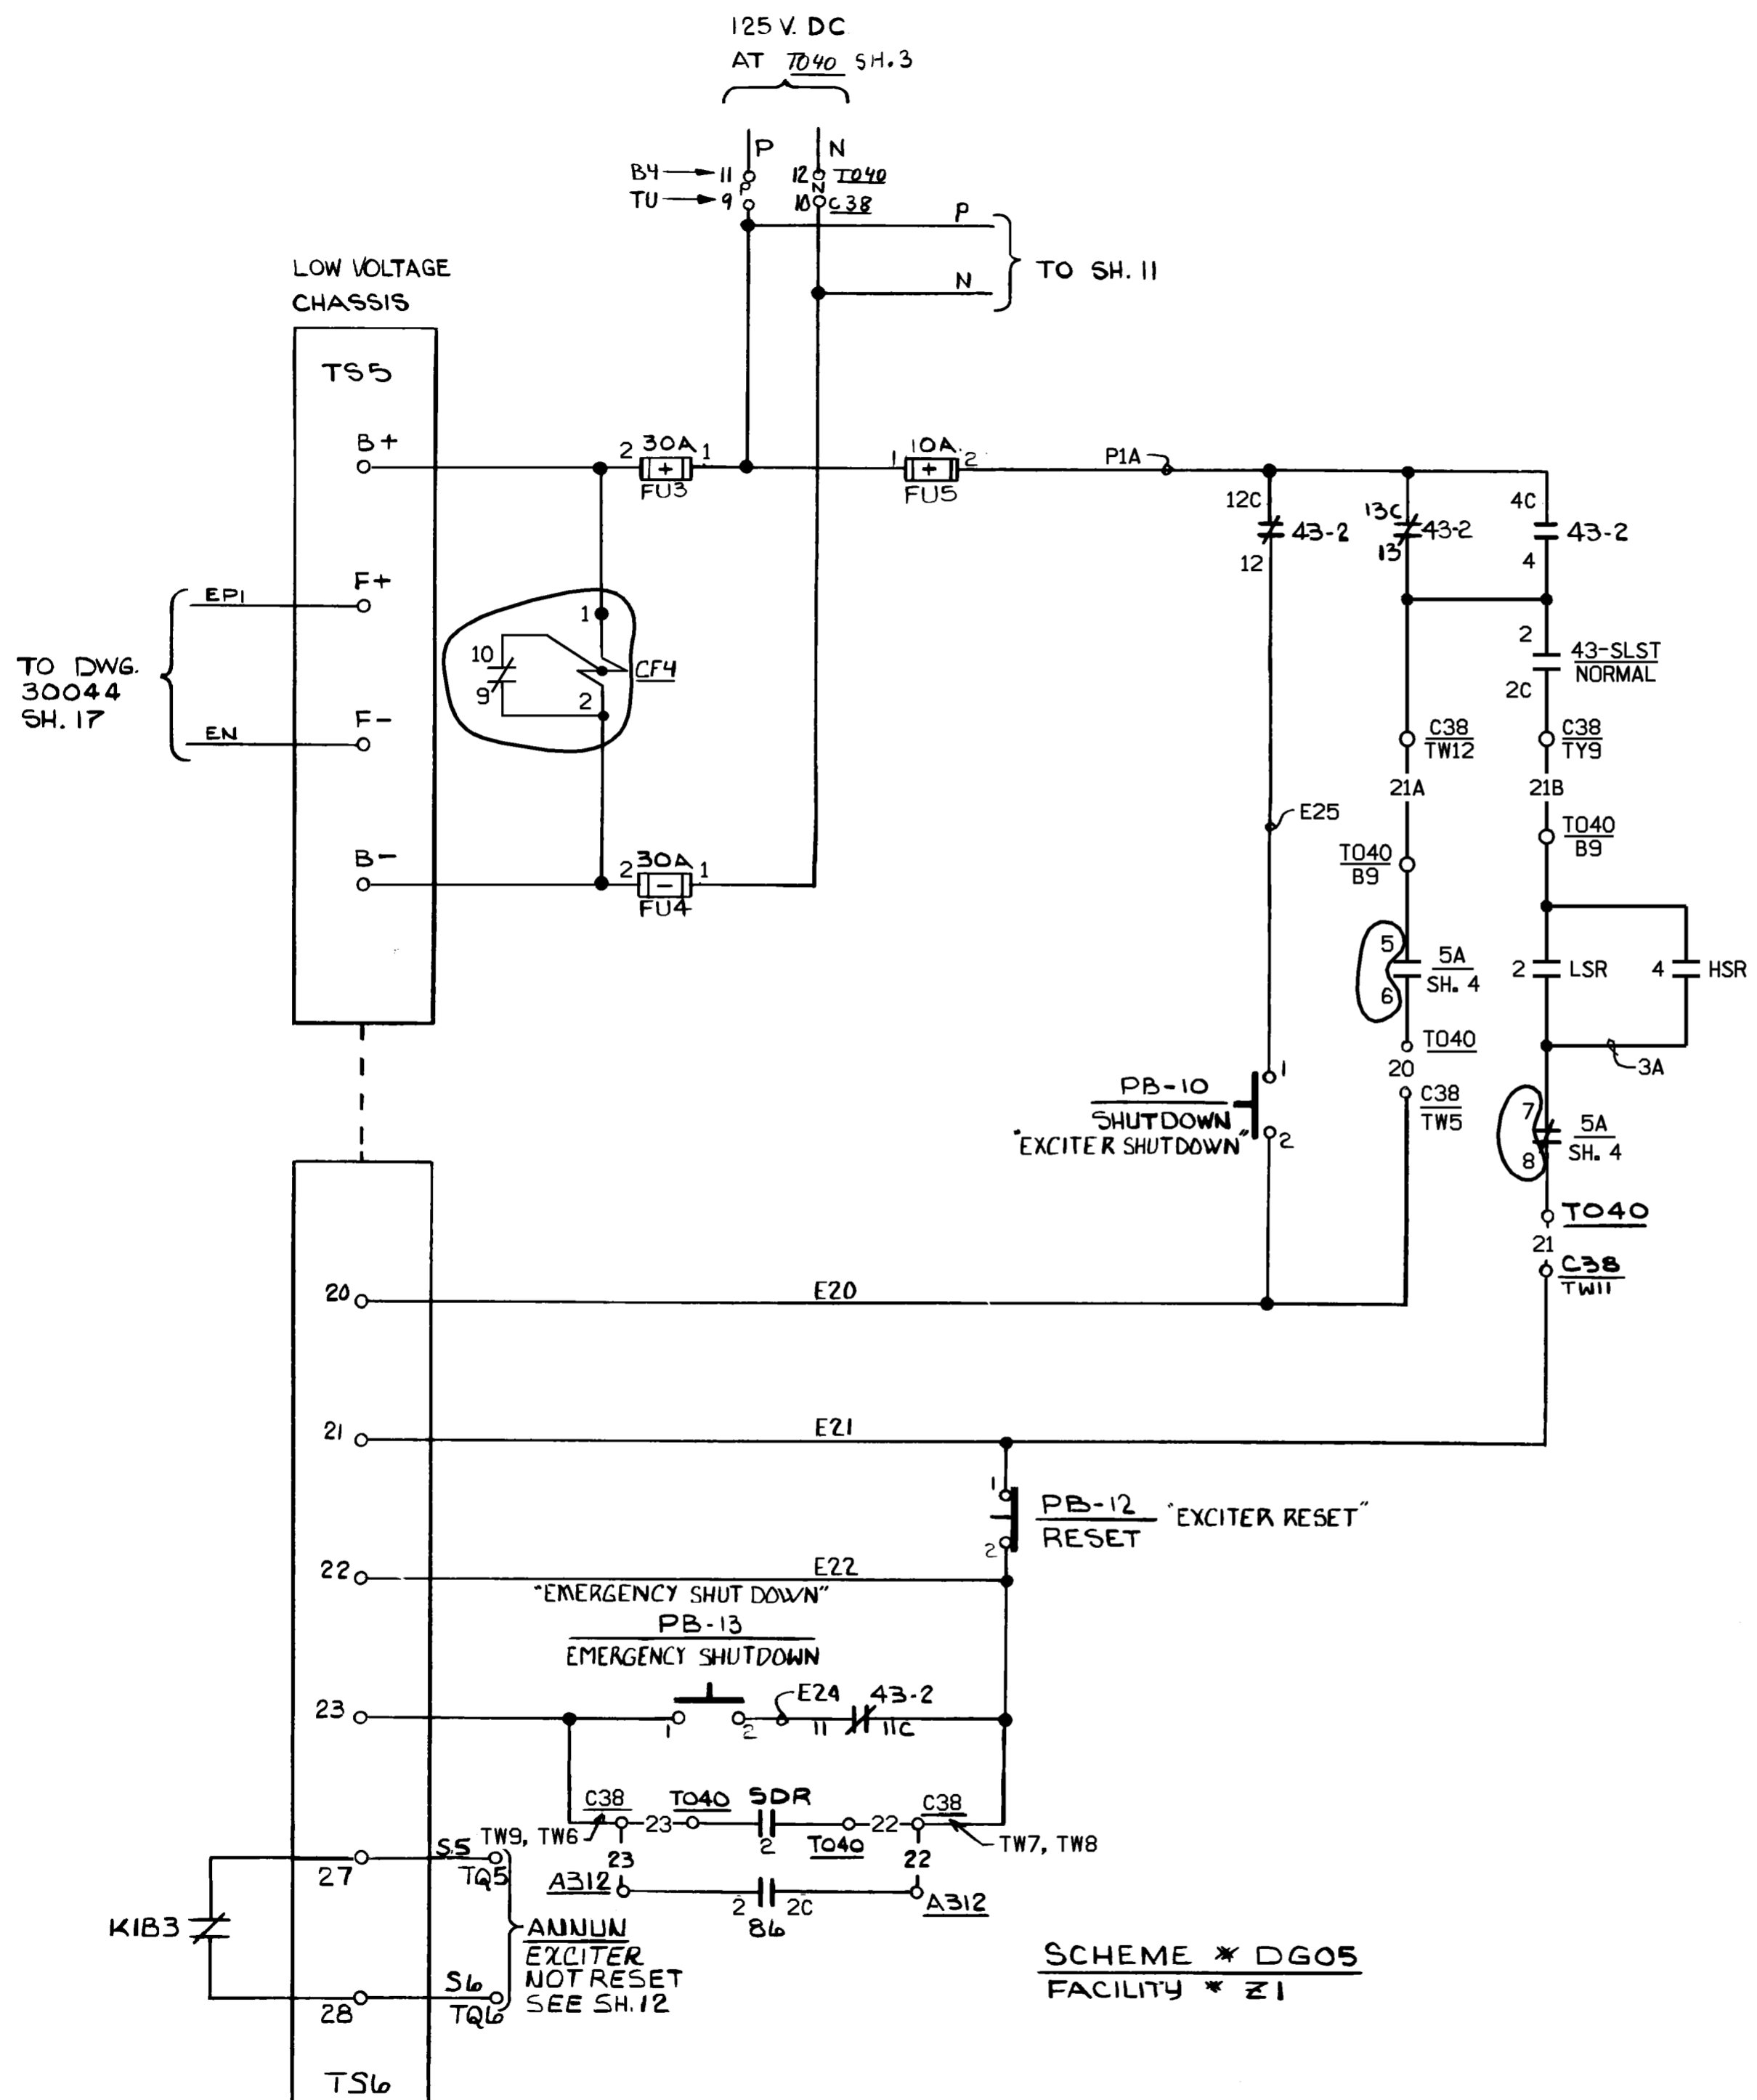 125 V. DC
AT TO40 SH.3
P N
B4 11 12 TO40
P N
TU 9 10 C38
P
TO SH. 11
N
LOW VOLTAGE
CHASSIS
TS5
B+
2 30A 1
+
FU3
1 10A. 2
+
FU5
P1A
12C
43-2
12
13C
43-2
13
4C
43-2
4
F+
EP1
TO DWG.
30044
SH. 17
F-
EN
1
10
9
CF4
2
2
43-SLST
NORMAL
2C
C38
TW12
C38
TY9
21A
21B
E25
TO40
B9
TO40
B9
B-
2 30A 1
-
FU4
5
5A
SH. 4
6
2 LSR
4 HSR
TO40
20
C38
TW5
3A
PB-10
SHUTDOWN
"EXCITER SHUTDOWN"
1
2
7
5A
SH. 4
8
TO40
21
C38
TW11
20
E20
21
E21
1
PB-12
RESET
"EXCITER RESET"
2
22
E22
"EMERGENCY SHUT DOWN"
PB-13
EMERGENCY SHUTDOWN
23
1 2
E24
43-2
11 11C
C38
23
TO40
SDR
2
TO40
22
C38
TW9, TW6
TW7, TW8
23
22
A312
2 2C
86
A312
27
S5
TQ5
K1B3
ANNUN
EXCITER
NOT RESET
SEE SH.12
28
S6
TQ6
TS6
SCHEME * DG05
FACILITY * Z1